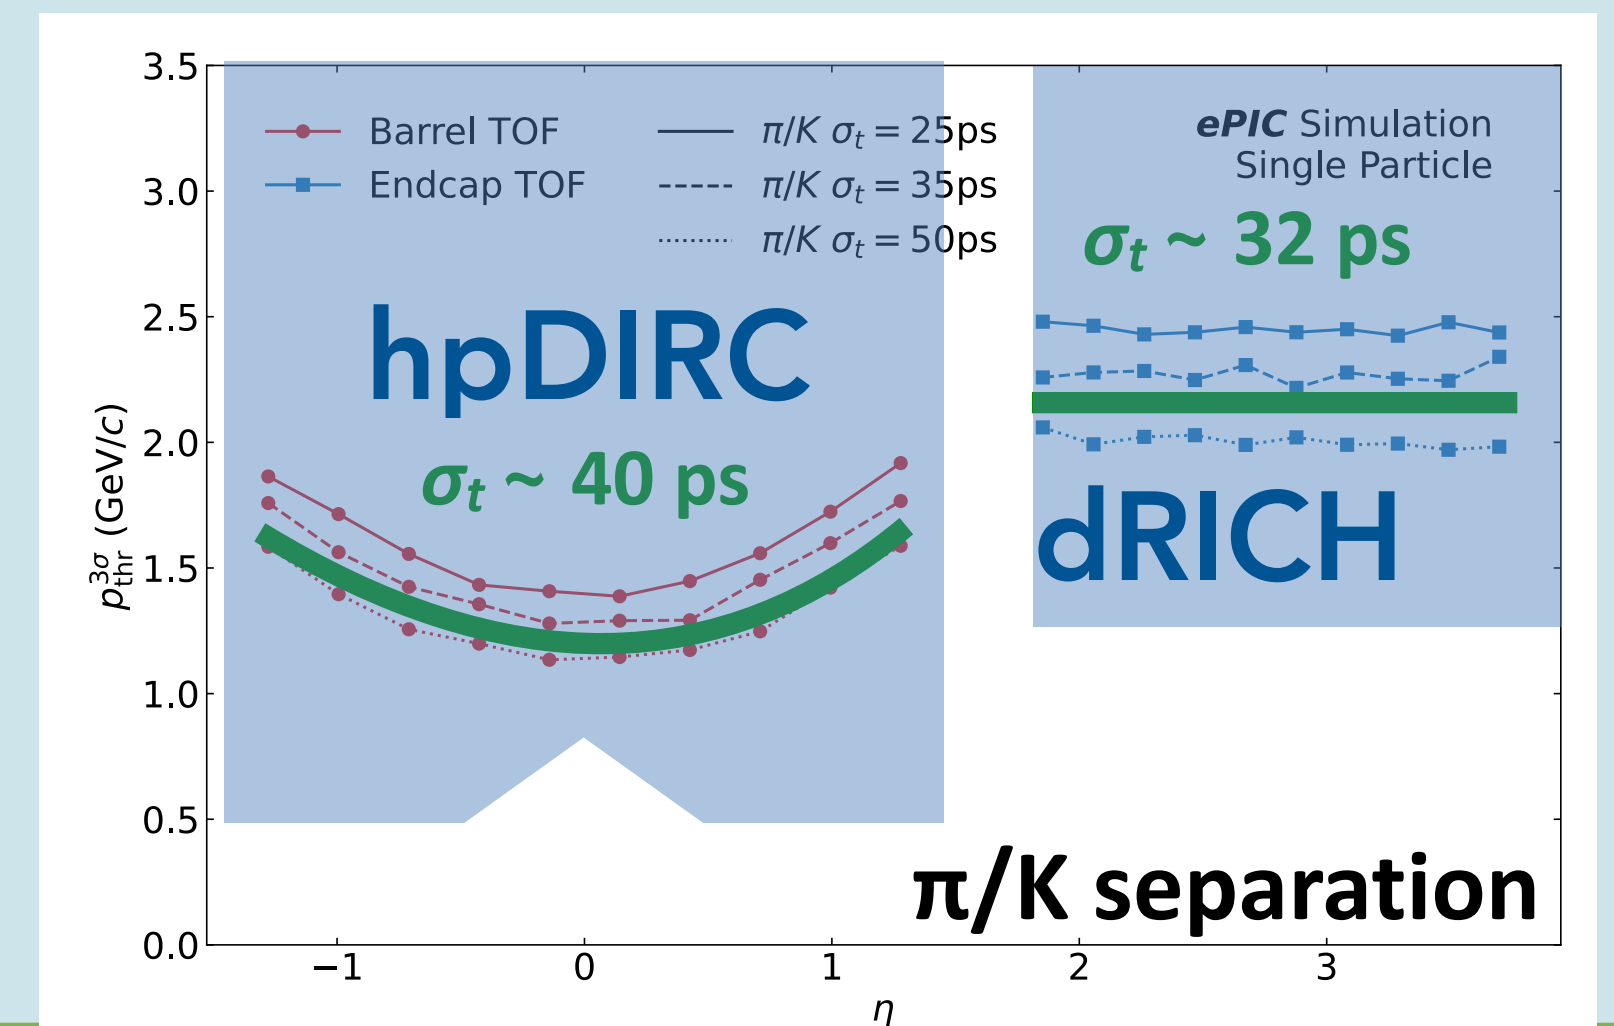 3.5
3.0
2.5
2.0
1.5
1.0
0.5
0.0
p_thr^3σ (GeV/c)
Barrel TOF
Endcap TOF
π/K σt = 25ps
π/K σt = 35ps
π/K σt = 50ps
ePIC Simulation
Single Particle
σt ~ 32 ps
hpDIRC
σt ~ 40 ps
dRICH
π/K separation
−1 0 1 2 3
η